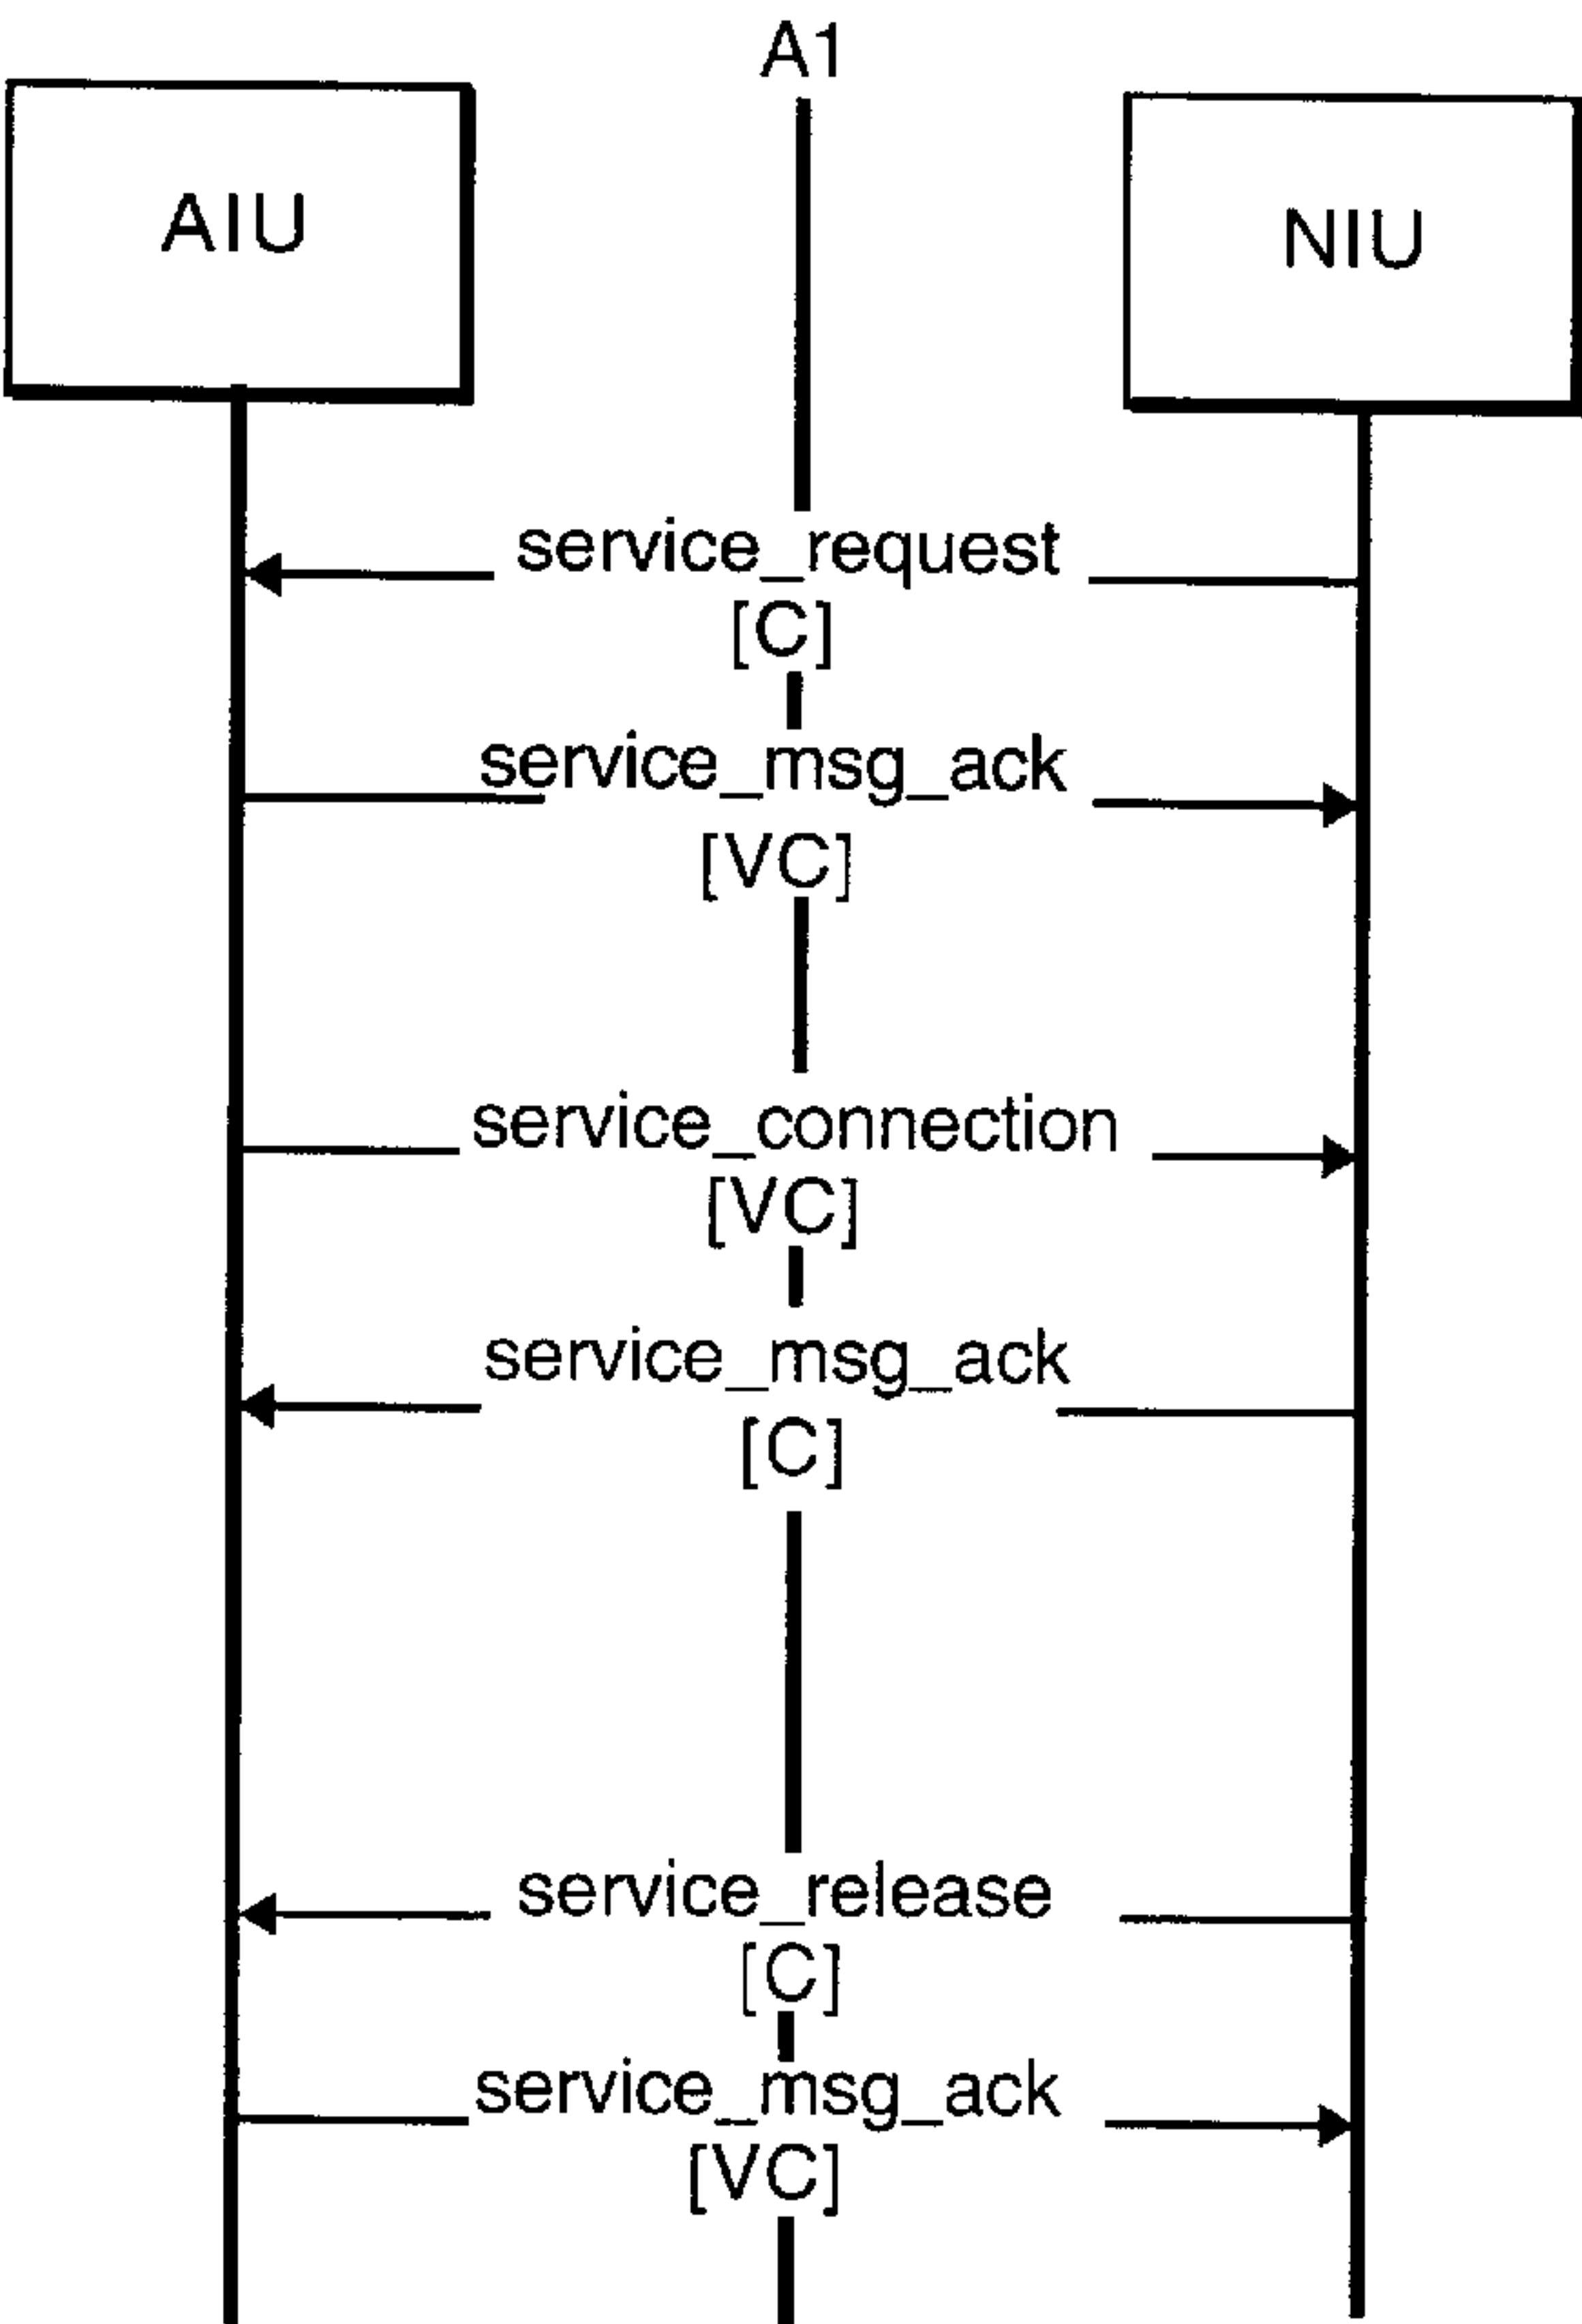 A1
AIU
NIU
service_request
[C]
service_msg_ack
[VC]
service_connection
[VC]
service_msg_ack
[C]
service_release
[C]
service_msg_ack
[VC]